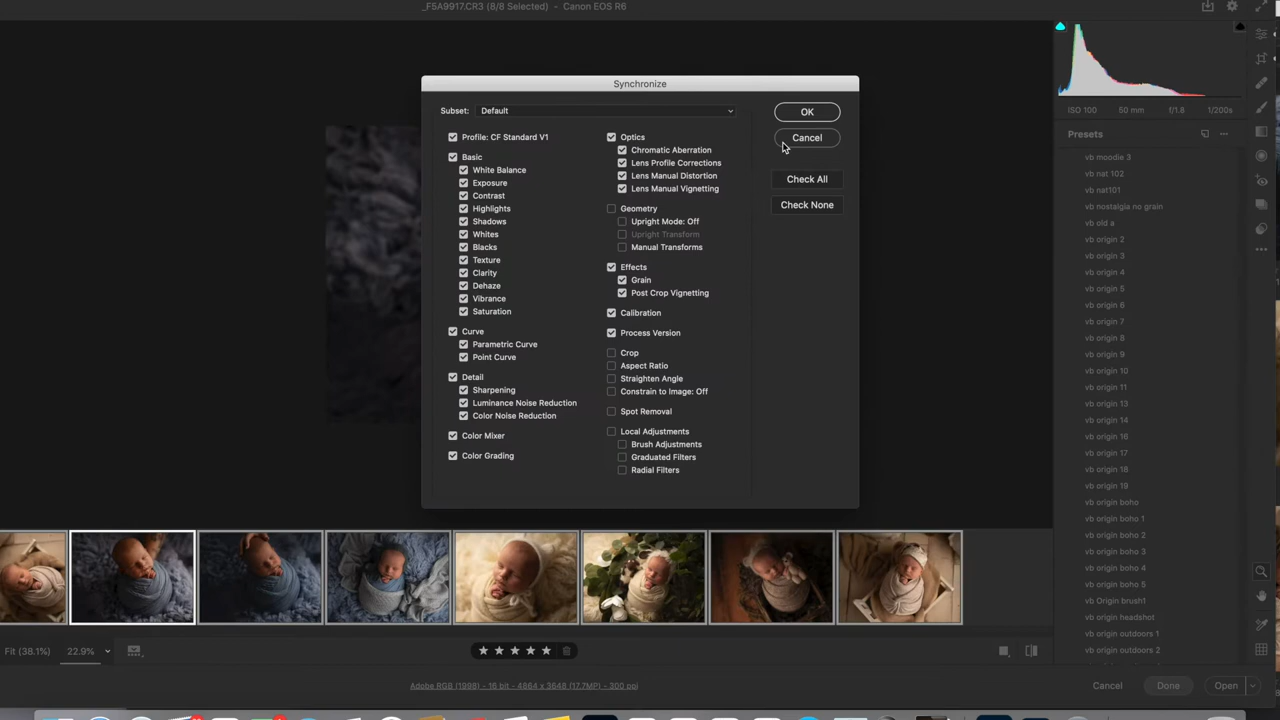 _F5A9917.CR3 (8/8 Selected) - Canon EOS R6
Synchronize
Subset: Default
OK
Cancel
Check All
Check None
Profile: CF Standard V1
Basic
White Balance
Exposure
Contrast
Highlights
Shadows
Whites
Blacks
Texture
Clarity
Dehaze
Vibrance
Saturation
Curve
Parametric Curve
Point Curve
Detail
Sharpening
Luminance Noise Reduction
Color Noise Reduction
Color Mixer
Color Grading
Optics
Chromatic Aberration
Lens Profile Corrections
Lens Manual Distortion
Lens Manual Vignetting
Geometry
Upright Mode: Off
Upright Transform
Manual Transforms
Effects
Grain
Post Crop Vignetting
Calibration
Process Version
Crop
Aspect Ratio
Straighten Angle
Constrain to Image: Off
Spot Removal
Local Adjustments
Brush Adjustments
Graduated Filters
Radial Filters
ISO 100 50 mm f/1.8 1/200s
Presets
vb moodie 3
vb nat 102
vb nat101
vb nostalgia no grain
vb old a
vb origin 2
vb origin 3
vb origin 4
vb origin 5
vb origin 6
vb origin 7
vb origin 8
vb origin 9
vb origin 10
vb origin 11
vb origin 13
vb origin 14
vb origin 16
vb origin 17
vb origin 18
vb origin 19
vb origin boho
vb origin boho 1
vb origin boho 2
vb origin boho 3
vb origin boho 4
vb origin boho 5
vb Origin brush1
vb origin headshot
vb origin outdoors 1
vb origin outdoors 2
Fit (38.1%) 22.9%
Adobe RGB (1998) - 16 bit - 4864 x 3648 (17.7MP) - 300 ppi
Cancel
Done
Open